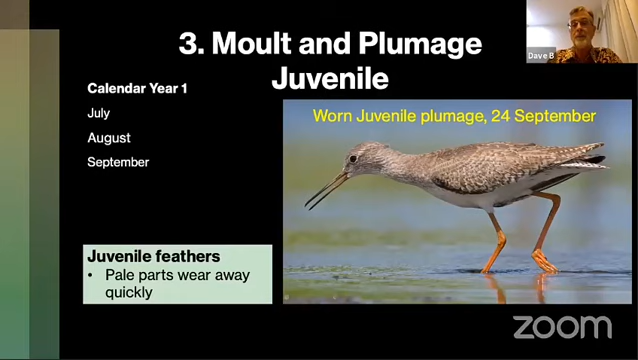 3. Moult and Plumage
Juvenile
Dave B
Calendar Year 1
July
August
September
Worn Juvenile plumage, 24 September
Juvenile feathers
• Pale parts wear away
quickly
zoom